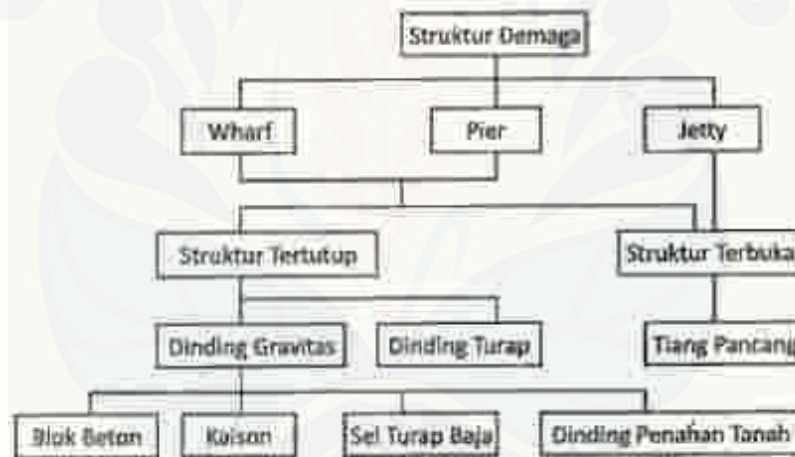 Struktur Demaga
Wharf
Pier
Jetty
Struktur Tertutup
Struktur Terbuka
Dinding Gravitas
Dinding Turap
Tiang Pancang
Blok Beton
Kaison
Sel Turap Baja
Dinding Penahan Tanah